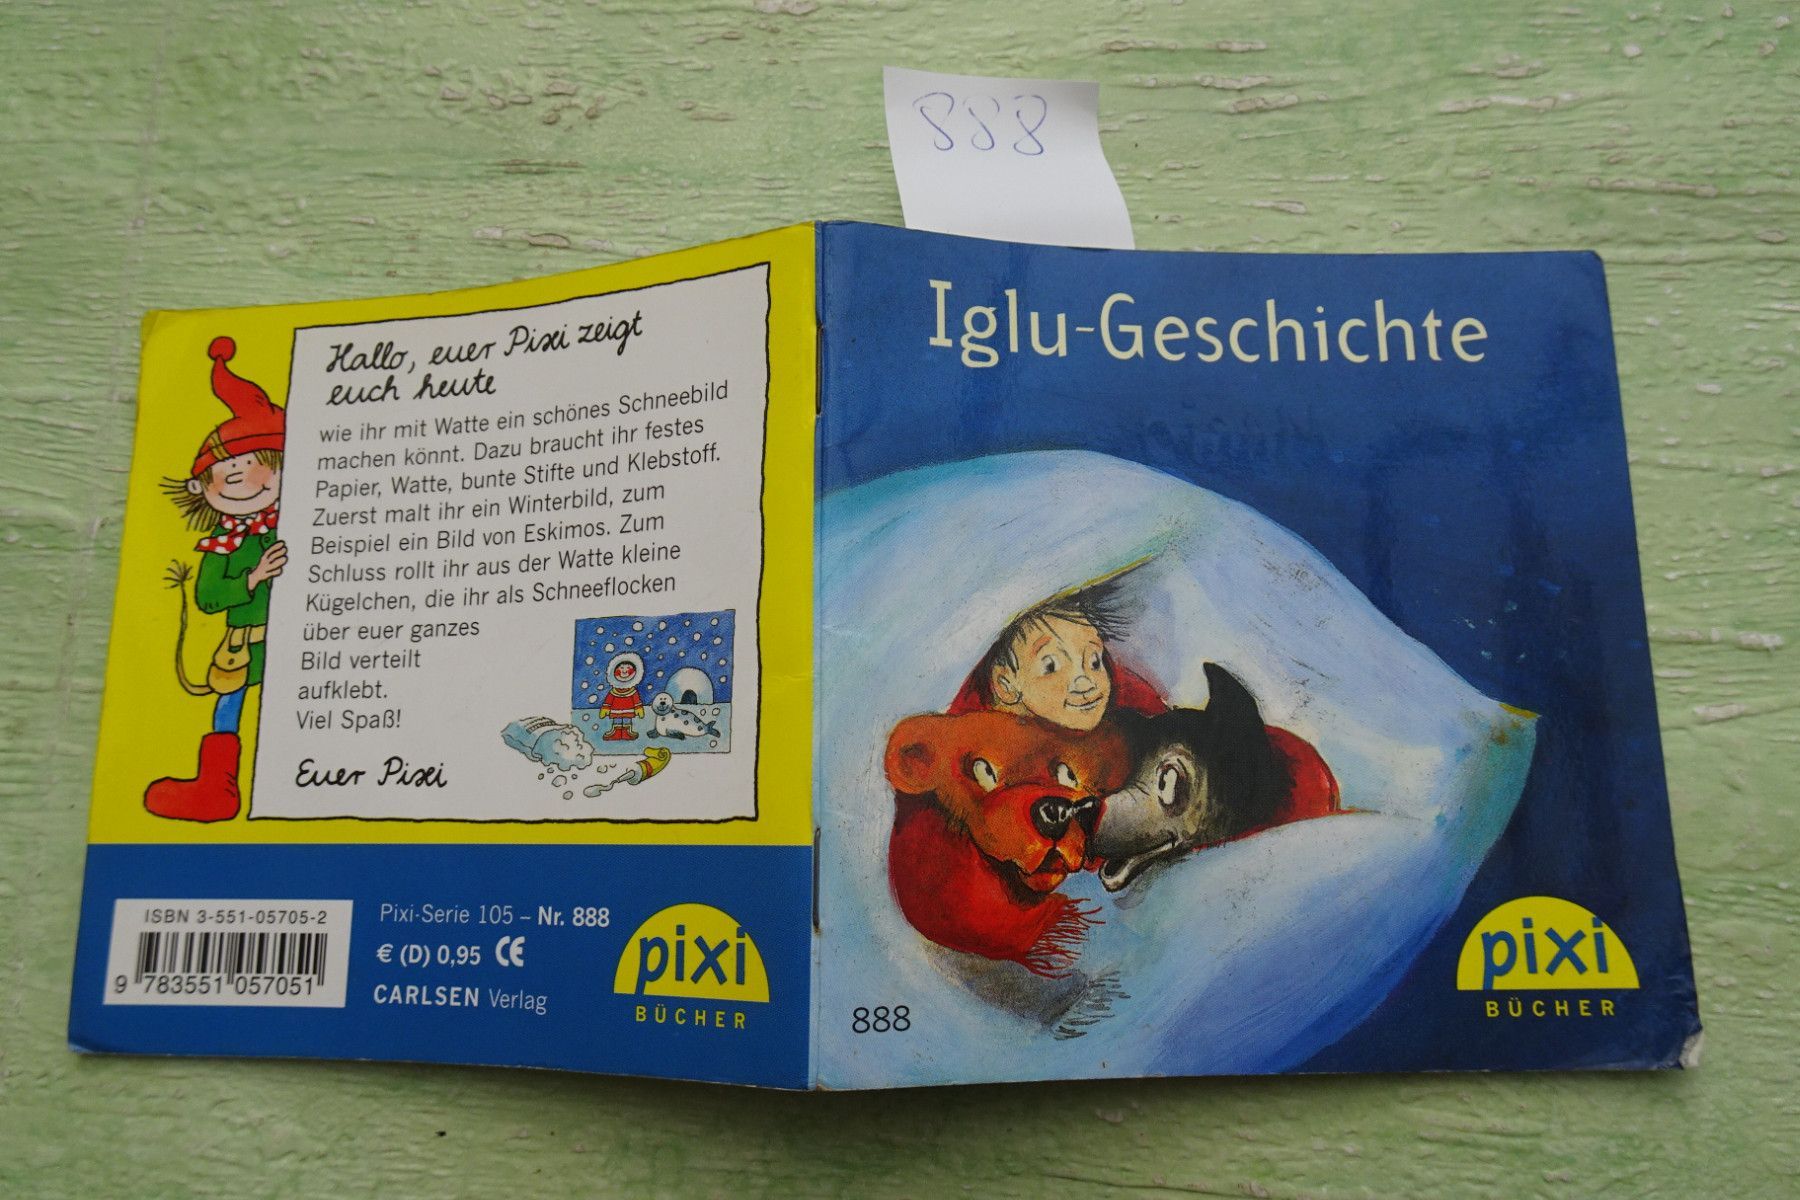 888
Hallo, euer Pixi zeigt
euch heute
wie ihr mit Watte ein schönes Schneebild
machen könnt. Dazu braucht ihr festes
Papier, Watte, bunte Stifte und Klebstoff.
Zuerst malt ihr ein Winterbild, zum
Beispiel ein Bild von Eskimos. Zum
Schluss rollt ihr aus der Watte kleine
Kügelchen, die ihr als Schneeflocken
über euer ganzes
Bild verteilt
aufklebt.
Viel Spaß!
Euer Pixi
ISBN 3-551-05705-2
9 783551 057051
Pixi-Serie 105 – Nr. 888
€ (D) 0,95 CE
CARLSEN Verlag
pixi
BÜCHER
Iglu-Geschichte
888
pixi
BÜCHER